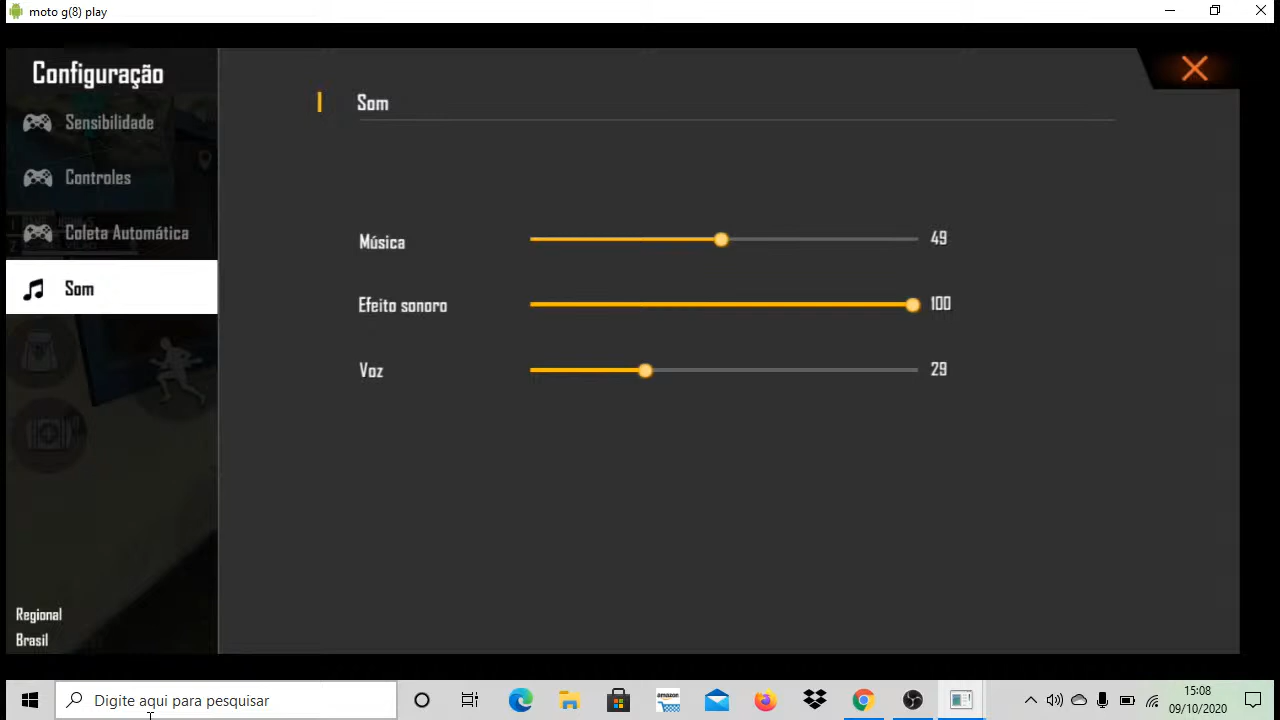 moto g(8) play
Configuração
Sensibilidade
Controles
Coleta Automática
Som
Regional
Brasil
Som
Música 49
Efeito sonoro 100
Voz 29
Digite aqui para pesquisar
amazon
15:08
09/10/2020